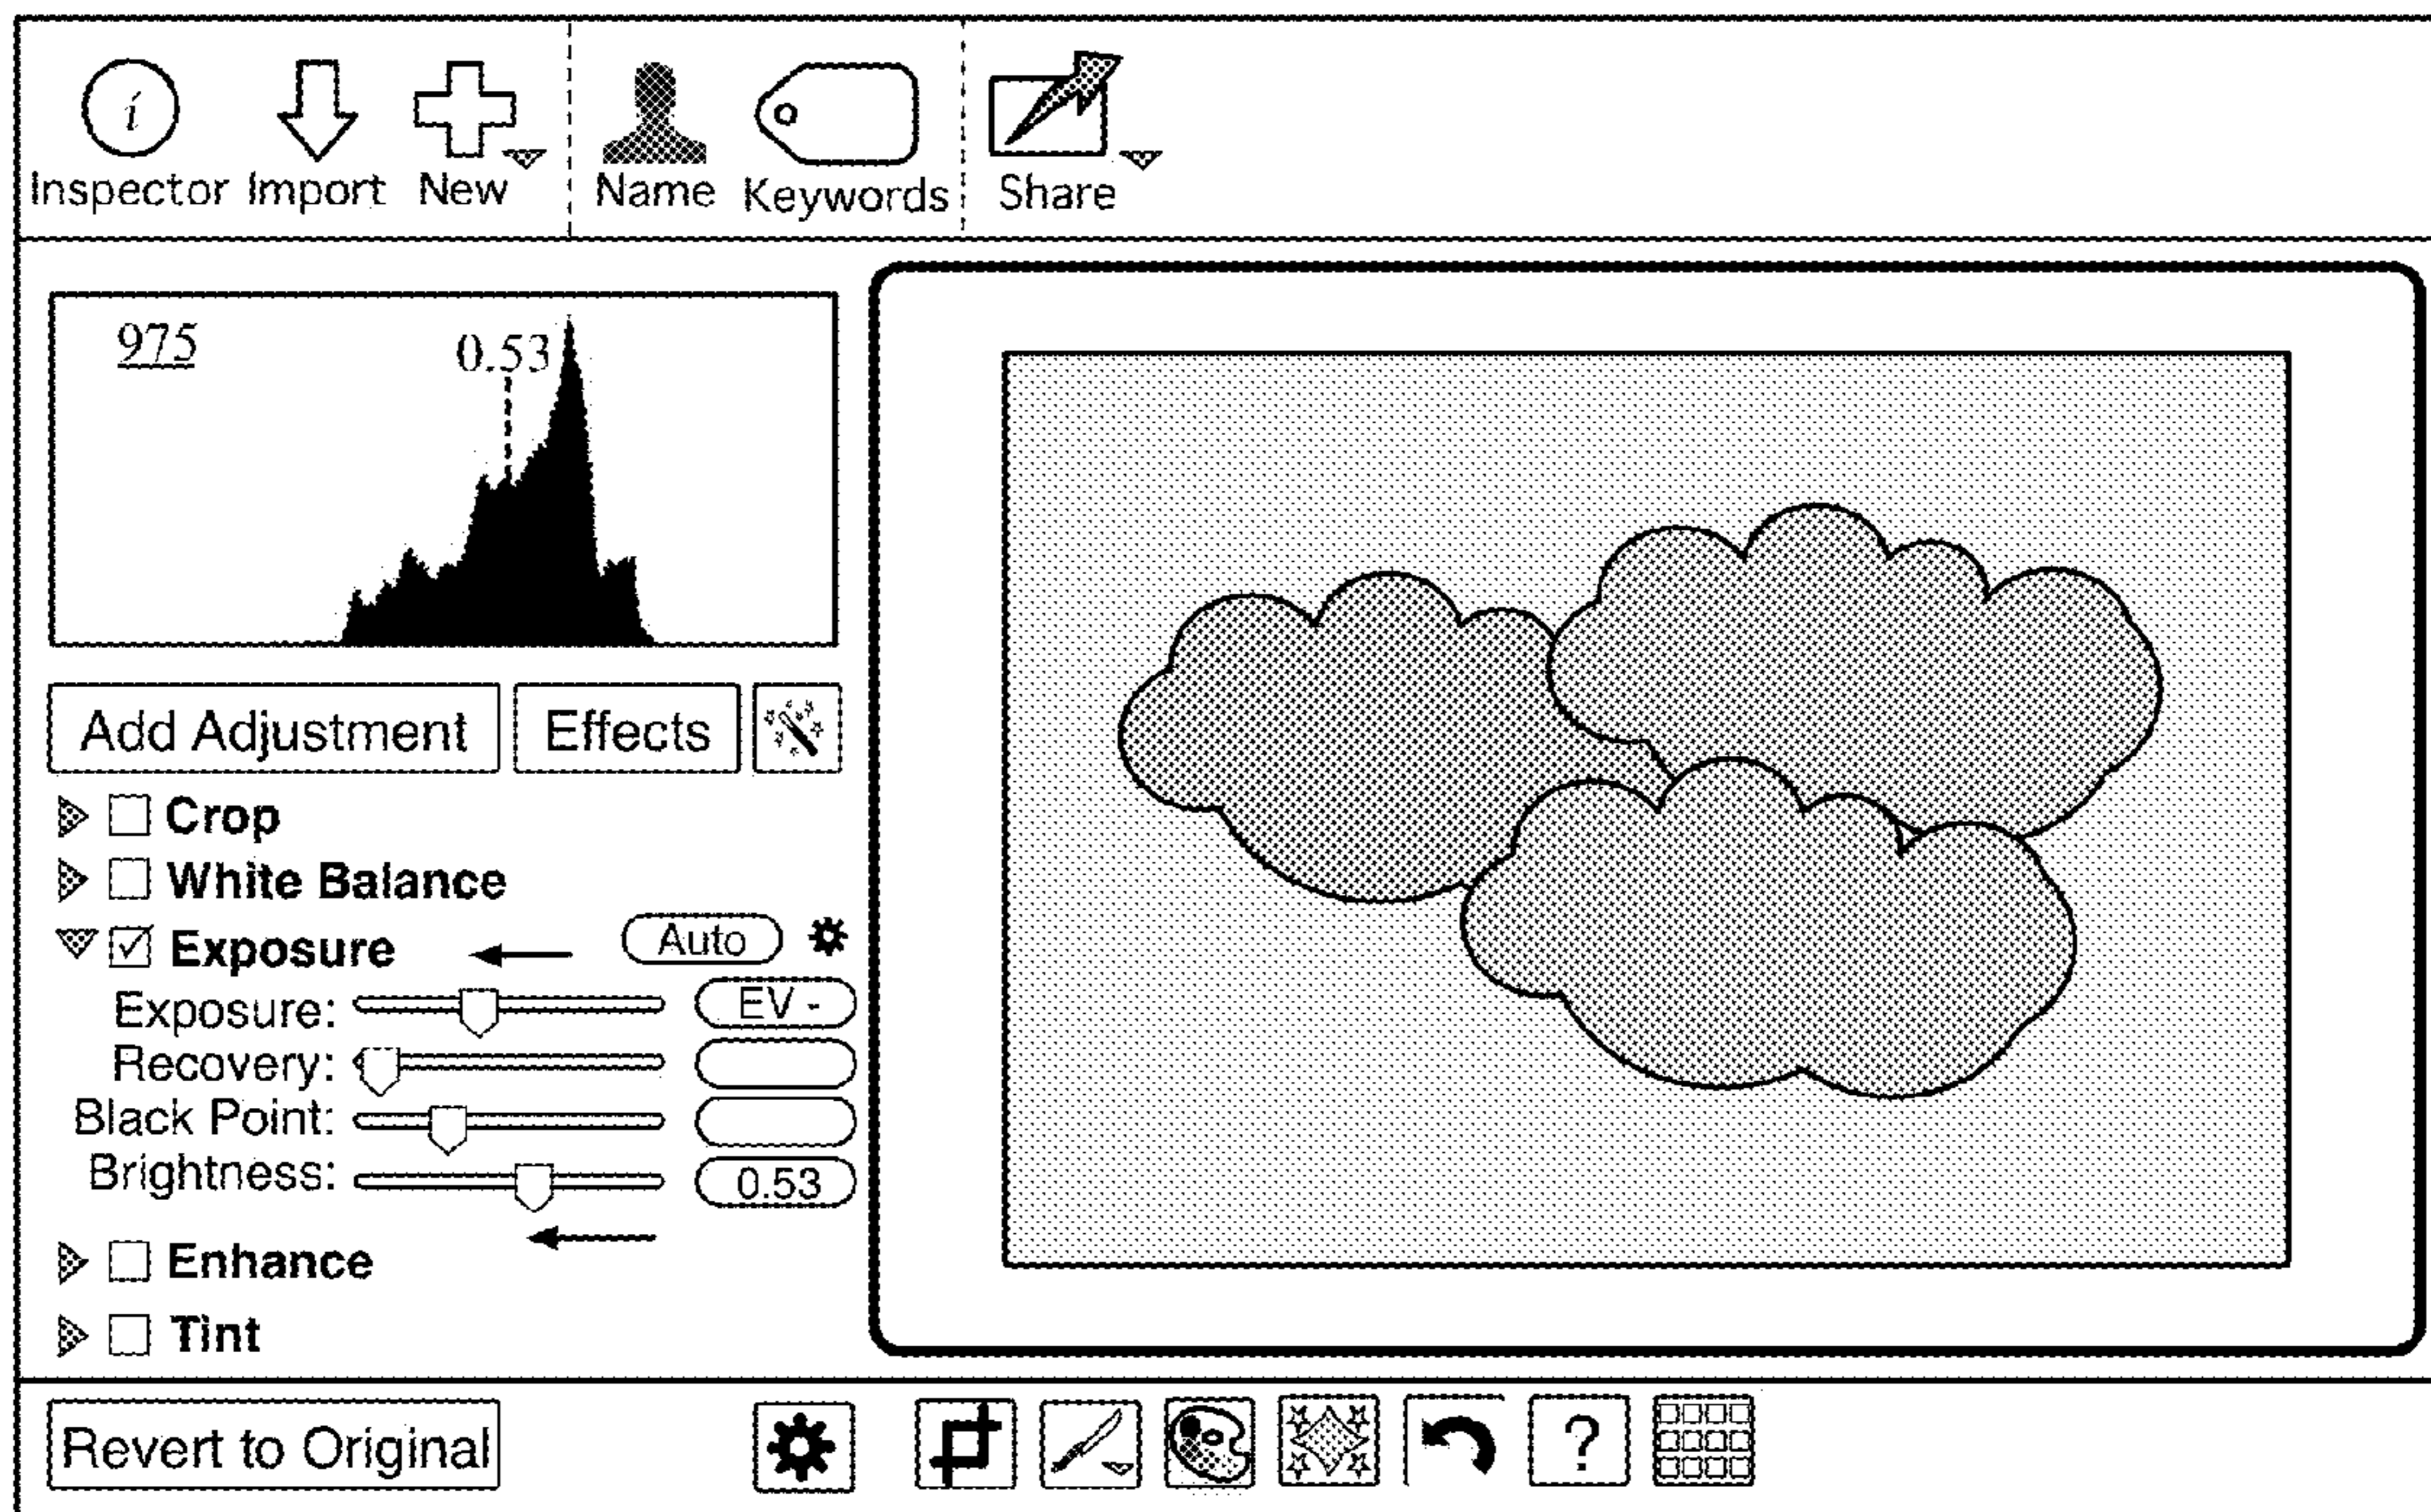 i
Inspector Import New Name Keywords Share
975 0.53
Add Adjustment Effects
Crop
White Balance
Exposure Auto
Exposure: EV -
Recovery:
Black Point:
Brightness: 0.53
Enhance
Tint
Revert to Original ?